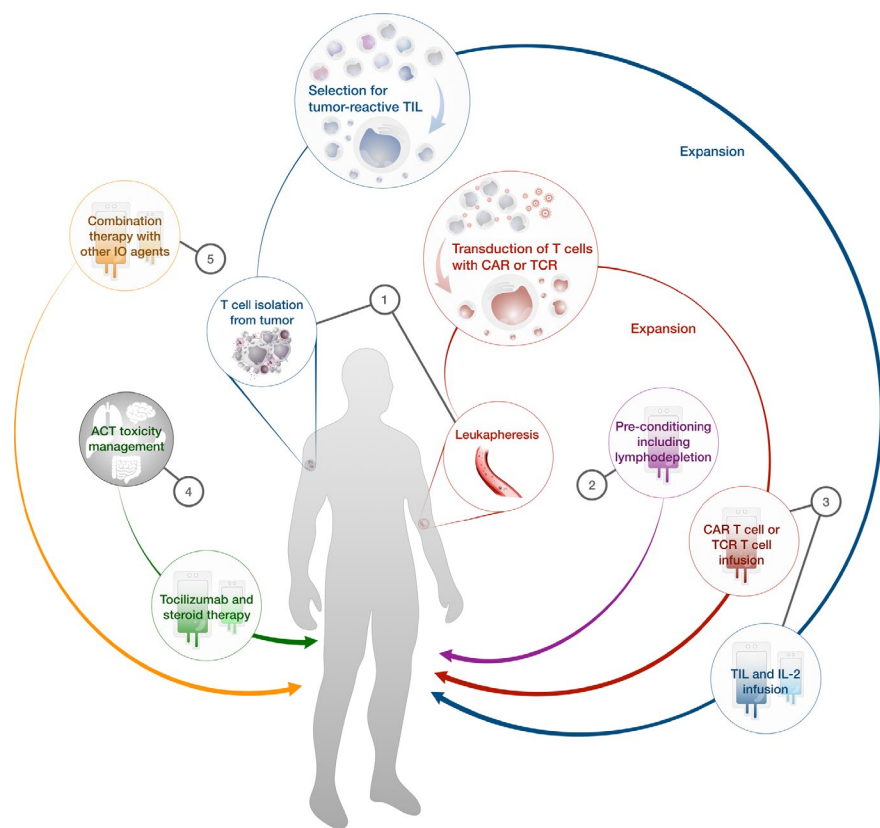 Selection for
tumor-reactive TIL
Expansion
Combination
therapy with
other IO agents
5
Transduction of T cells
with CAR or TCR
T cell isolation
from tumor
1
Expansion
ACT toxicity
management
4
Leukapheresis
Pre-conditioning
including
lymphodepletion
2
3
CAR T cell or
TCR T cell
infusion
Tocilizumab and
steroid therapy
TIL and IL-2
infusion